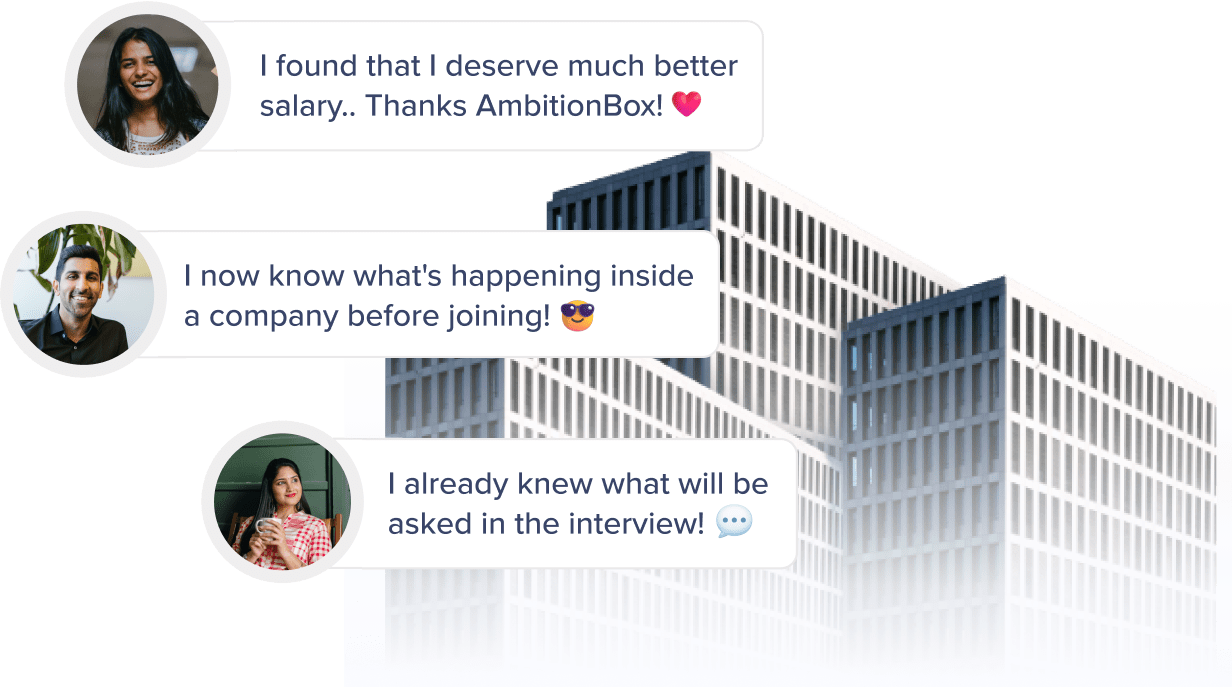 I found that I deserve much better
salary.. Thanks AmbitionBox! 💗
I now know what's happening inside
a company before joining! 😎
I already knew what will be
asked in the interview! 💬